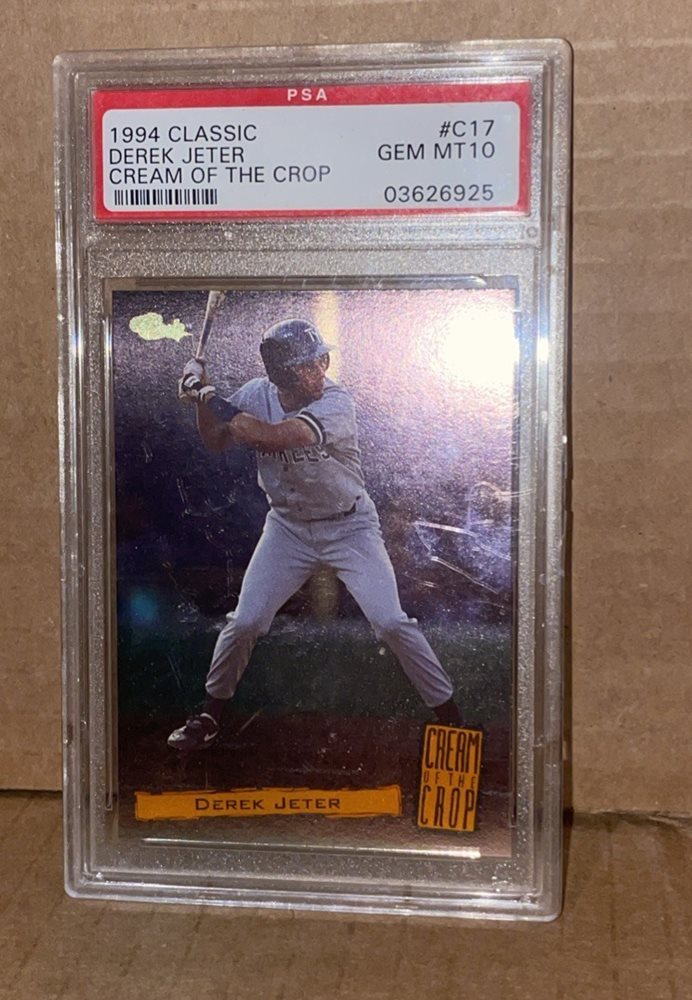 PSA
1994 CLASSIC #C17
DEREK JETER GEM MT10
CREAM OF THE CROP
03626925
T
DEREK JETER
CREAM
OF THE
CROP